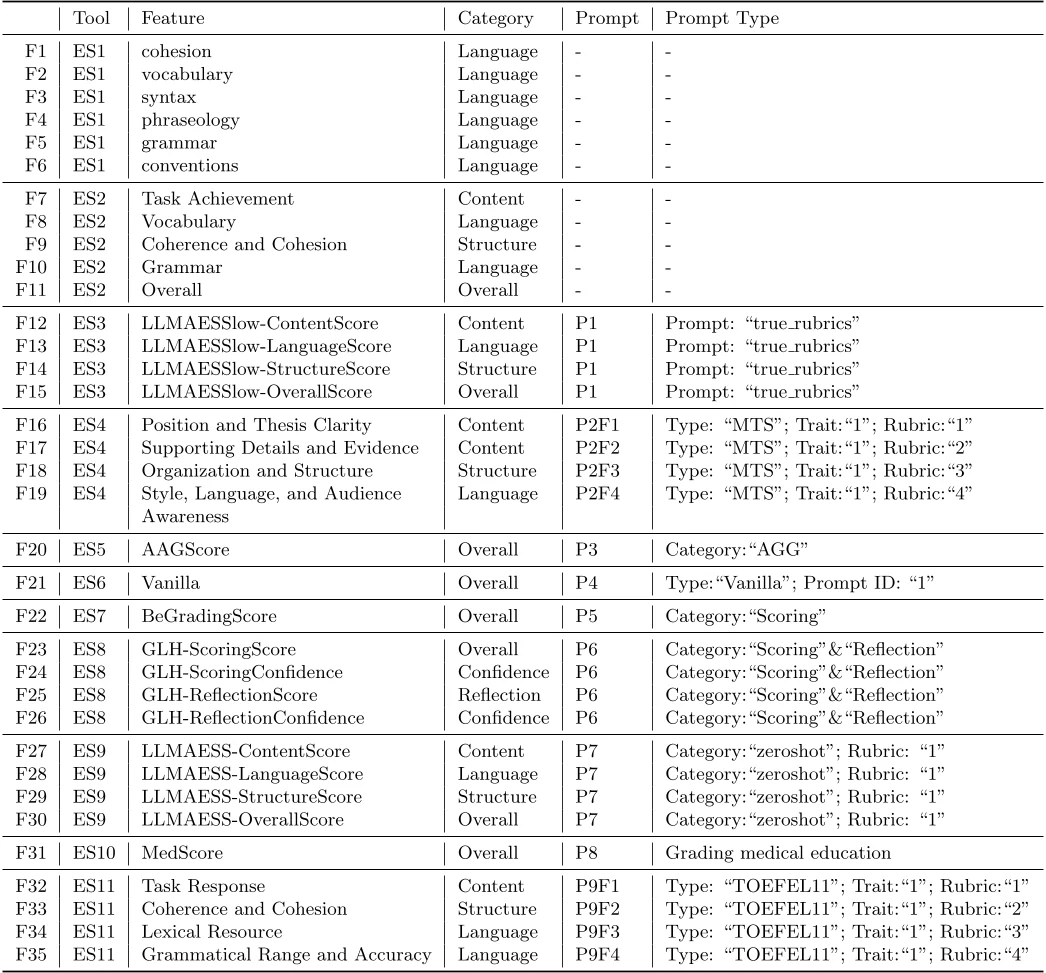 Tool Feature Category Prompt Prompt Type
F1 ES1 cohesion Language - -
F2 ES1 vocabulary Language - -
F3 ES1 syntax Language - -
F4 ES1 phraseology Language - -
F5 ES1 grammar Language - -
F6 ES1 conventions Language - -
F7 ES2 Task Achievement Content - -
F8 ES2 Vocabulary Language - -
F9 ES2 Coherence and Cohesion Structure - -
F10 ES2 Grammar Language - -
F11 ES2 Overall Overall - -
F12 ES3 LLMAESSlow-ContentScore Content P1 Prompt: “true_rubrics”
F13 ES3 LLMAESSlow-LanguageScore Language P1 Prompt: “true_rubrics”
F14 ES3 LLMAESSlow-StructureScore Structure P1 Prompt: “true_rubrics”
F15 ES3 LLMAESSlow-OverallScore Overall P1 Prompt: “true_rubrics”
F16 ES4 Position and Thesis Clarity Content P2F1 Type: “MTS”; Trait:“1”; Rubric:“1”
F17 ES4 Supporting Details and Evidence Content P2F2 Type: “MTS”; Trait:“1”; Rubric:“2”
F18 ES4 Organization and Structure Structure P2F3 Type: “MTS”; Trait:“1”; Rubric:“3”
F19 ES4 Style, Language, and Audience Language P2F4 Type: “MTS”; Trait:“1”; Rubric:“4”
Awareness
F20 ES5 AAGScore Overall P3 Category:“AGG”
F21 ES6 Vanilla Overall P4 Type:“Vanilla”; Prompt ID: “1”
F22 ES7 BeGradingScore Overall P5 Category:“Scoring”
F23 ES8 GLH-ScoringScore Overall P6 Category:“Scoring”&“Reflection”
F24 ES8 GLH-ScoringConfidence Confidence P6 Category:“Scoring”&“Reflection”
F25 ES8 GLH-ReflectionScore Reflection P6 Category:“Scoring”&“Reflection”
F26 ES8 GLH-ReflectionConfidence Confidence P6 Category:“Scoring”&“Reflection”
F27 ES9 LLMAESS-ContentScore Content P7 Category:“zeroshot”; Rubric: “1”
F28 ES9 LLMAESS-LanguageScore Language P7 Category:“zeroshot”; Rubric: “1”
F29 ES9 LLMAESS-StructureScore Structure P7 Category:“zeroshot”; Rubric: “1”
F30 ES9 LLMAESS-OverallScore Overall P7 Category:“zeroshot”; Rubric: “1”
F31 ES10 MedScore Overall P8 Grading medical education
F32 ES11 Task Response Content P9F1 Type: “TOEFEL11”; Trait:“1”; Rubric:“1”
F33 ES11 Coherence and Cohesion Structure P9F2 Type: “TOEFEL11”; Trait:“1”; Rubric:“2”
F34 ES11 Lexical Resource Language P9F3 Type: “TOEFEL11”; Trait:“1”; Rubric:“3”
F35 ES11 Grammatical Range and Accuracy Language P9F4 Type: “TOEFEL11”; Trait:“1”; Rubric:“4”